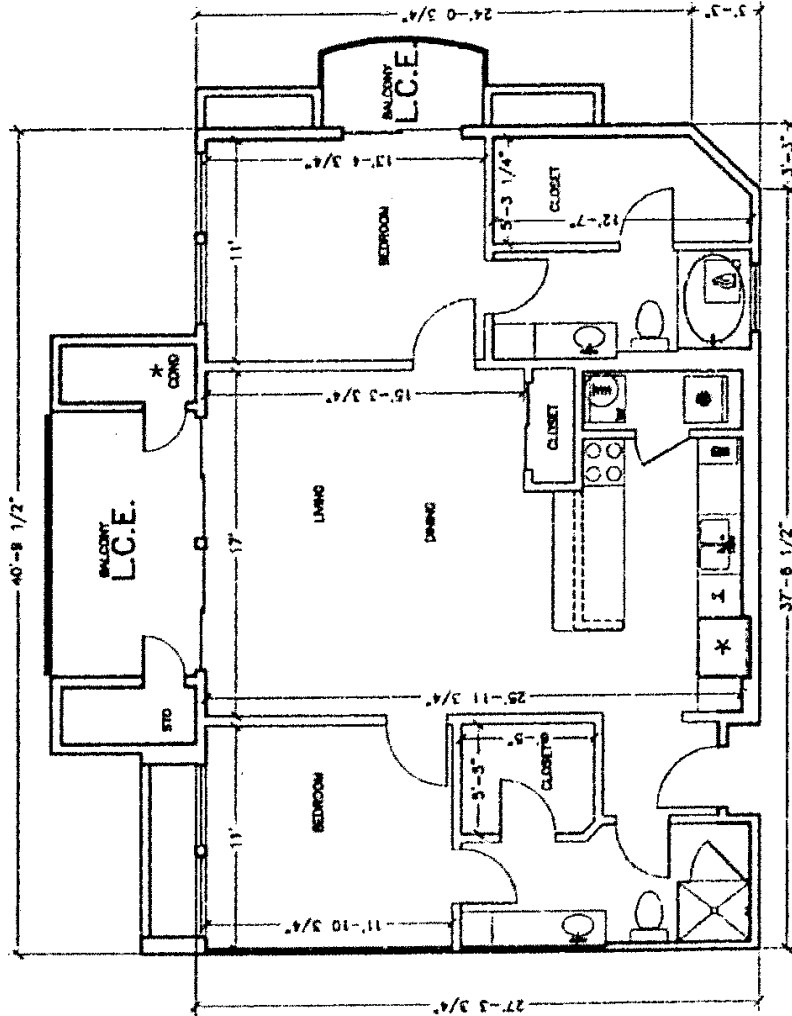 24'-0 3/4"
3'-3"
BALCONY
L.C.E.
13'-4 3/4"
5'-3 1/4"
CLOSET
12'-7"
3'-3"
BEDROOM
11'
* COND
15'-3 3/4"
CLOSET
BALCONY
L.C.E.
LIVING
DINING
17'
40'-8 1/2"
37'-6 1/2"
STO
25'-11 3/4"
BEDROOM
5'-5"
CLOSET
11'
11'-10 3/4"
27'-3 3/4"